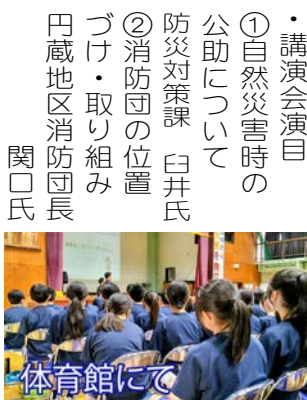 ・講演会演目
①自然災害時の
公助について
防災対策課　臼井氏
②消防団の位置
づけ・取り組み
円蔵地区消防団長
関口氏
体育館にて